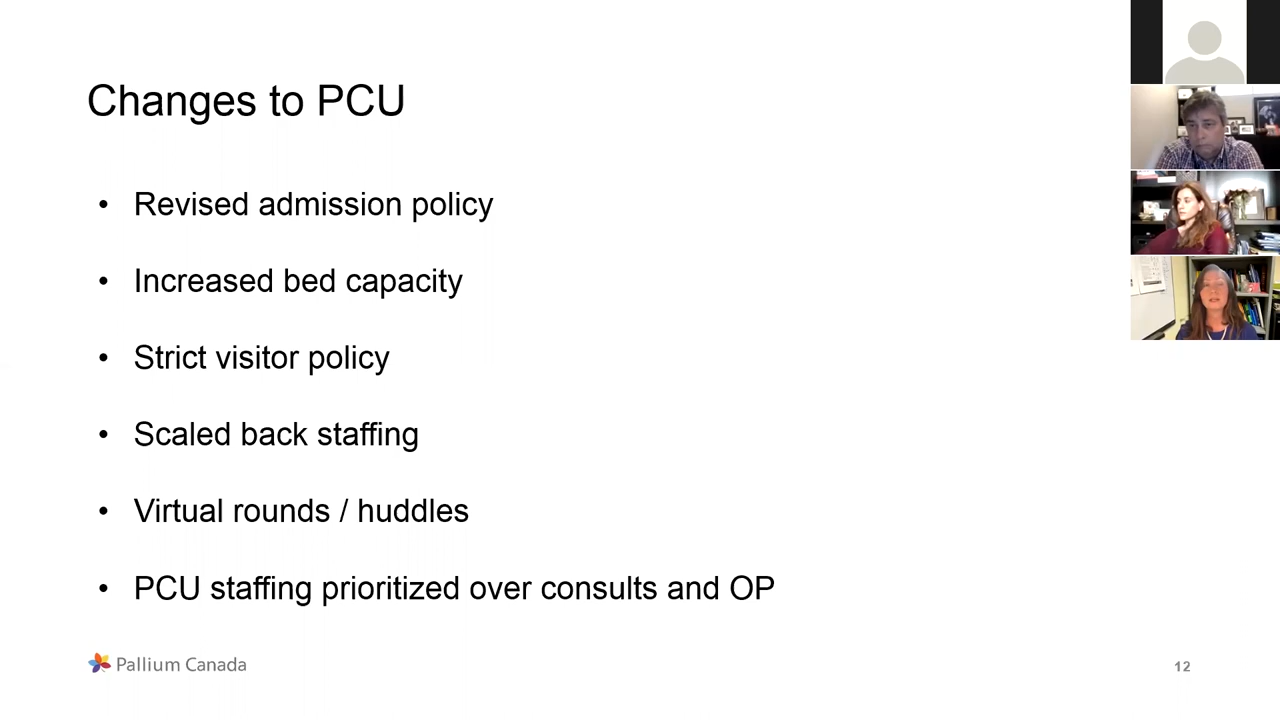 Changes to PCU
• Revised admission policy
• Increased bed capacity
• Strict visitor policy
• Scaled back staffing
• Virtual rounds / huddles
• PCU staffing prioritized over consults and OP
Pallium Canada
12